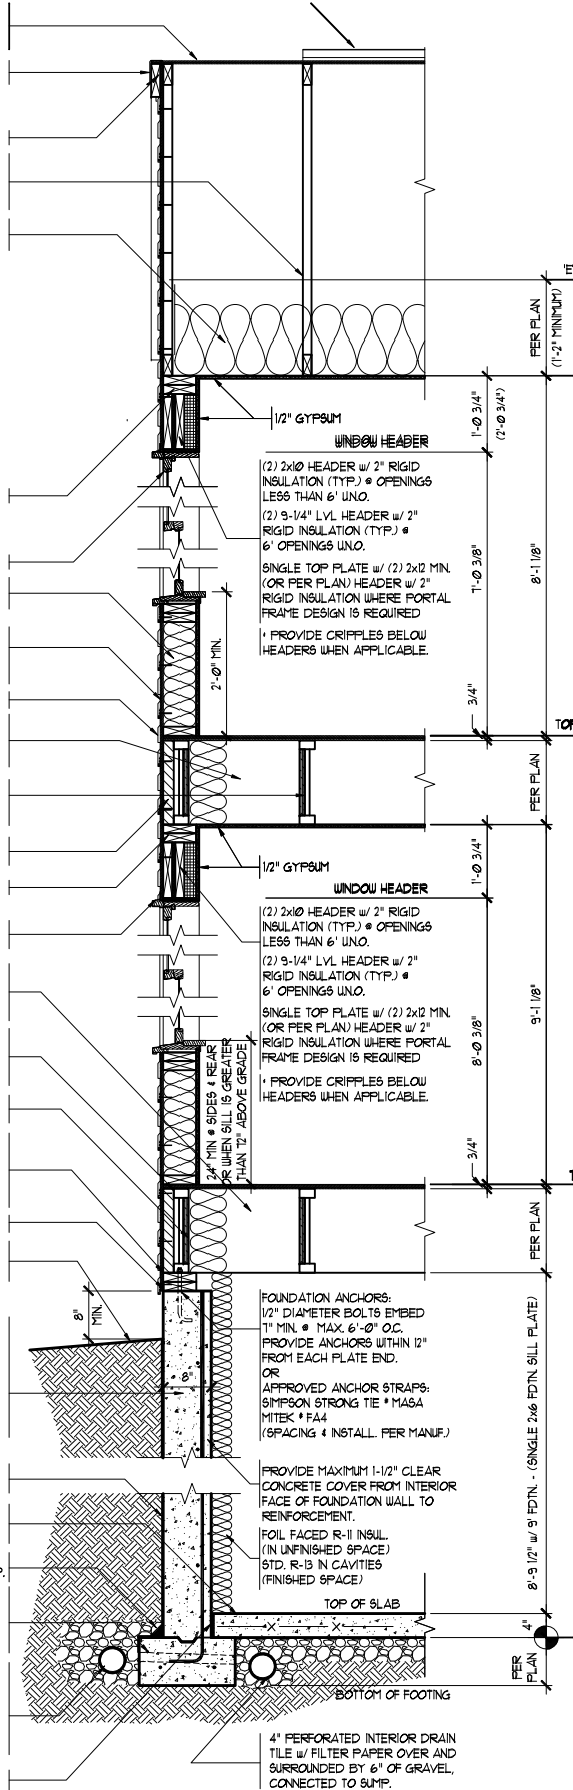 E
PER PLAN
(1'-2" MINIMUM)
1'-0 3/4"
(2'-0 3/4")
1/2" GYPSUM
WINDOW HEADER
(2) 2x10 HEADER w/ 2" RIGID
INSULATION (TYP.) @ OPENINGS
LESS THAN 6' U.N.O.
(2) 9-1/4" LVL HEADER w/ 2"
RIGID INSULATION (TYP.) @
6' OPENINGS U.N.O.
SINGLE TOP PLATE w/ (2) 2x12 MIN.
(OR PER PLAN) HEADER w/ 2"
RIGID INSULATION WHERE PORTAL
FRAME DESIGN IS REQUIRED
* PROVIDE CRIPPLES BELOW
HEADERS WHEN APPLICABLE.
7'-0 3/8"
8'-1 1/8"
2'-0" MIN.
3/4"
TOP
PER PLAN
1'-0 3/4"
1/2" GYPSUM
WINDOW HEADER
(2) 2x10 HEADER w/ 2" RIGID
INSULATION (TYP.) @ OPENINGS
LESS THAN 6' U.N.O.
(2) 9-1/4" LVL HEADER w/ 2"
RIGID INSULATION (TYP.) @
6' OPENINGS U.N.O.
SINGLE TOP PLATE w/ (2) 2x12 MIN.
(OR PER PLAN) HEADER w/ 2"
RIGID INSULATION WHERE PORTAL
FRAME DESIGN IS REQUIRED
* PROVIDE CRIPPLES BELOW
HEADERS WHEN APPLICABLE.
8'-0 3/8"
9'-1 1/8"
24" MIN @ SIDES & REAR
OR WHEN SILL IS GREATER
THAN 72" ABOVE GRADE
3/4"
PER PLAN
8"
MIN.
8"
FOUNDATION ANCHORS:
1/2" DIAMETER BOLTS EMBED
7" MIN. @ MAX. 6'-0" O.C.
PROVIDE ANCHORS WITHIN 12"
FROM EACH PLATE END.
OR
APPROVED ANCHOR STRAPS:
SIMPSON STRONG TIE # MASA
MITEK # FA4
(SPACING & INSTALL. PER MANUF.)
PROVIDE MAXIMUM 1-1/2" CLEAR
CONCRETE COVER FROM INTERIOR
FACE OF FOUNDATION WALL TO
REINFORCEMENT.
FOIL FACED R-11 INSUL.
(IN UNFINISHED SPACE)
STD. R-13 IN CAVITIES
(FINISHED SPACE)
8'-9 1/2" w/ 9' FDTN. - (SINGLE 2x6 FDTN. SILL PLATE)
TOP OF SLAB
4"
PER
PLAN
BOTTOM OF FOOTING
4" PERFORATED INTERIOR DRAIN
TILE w/ FILTER PAPER OVER AND
SURROUNDED BY 6" OF GRAVEL,
CONNECTED TO SUMP.